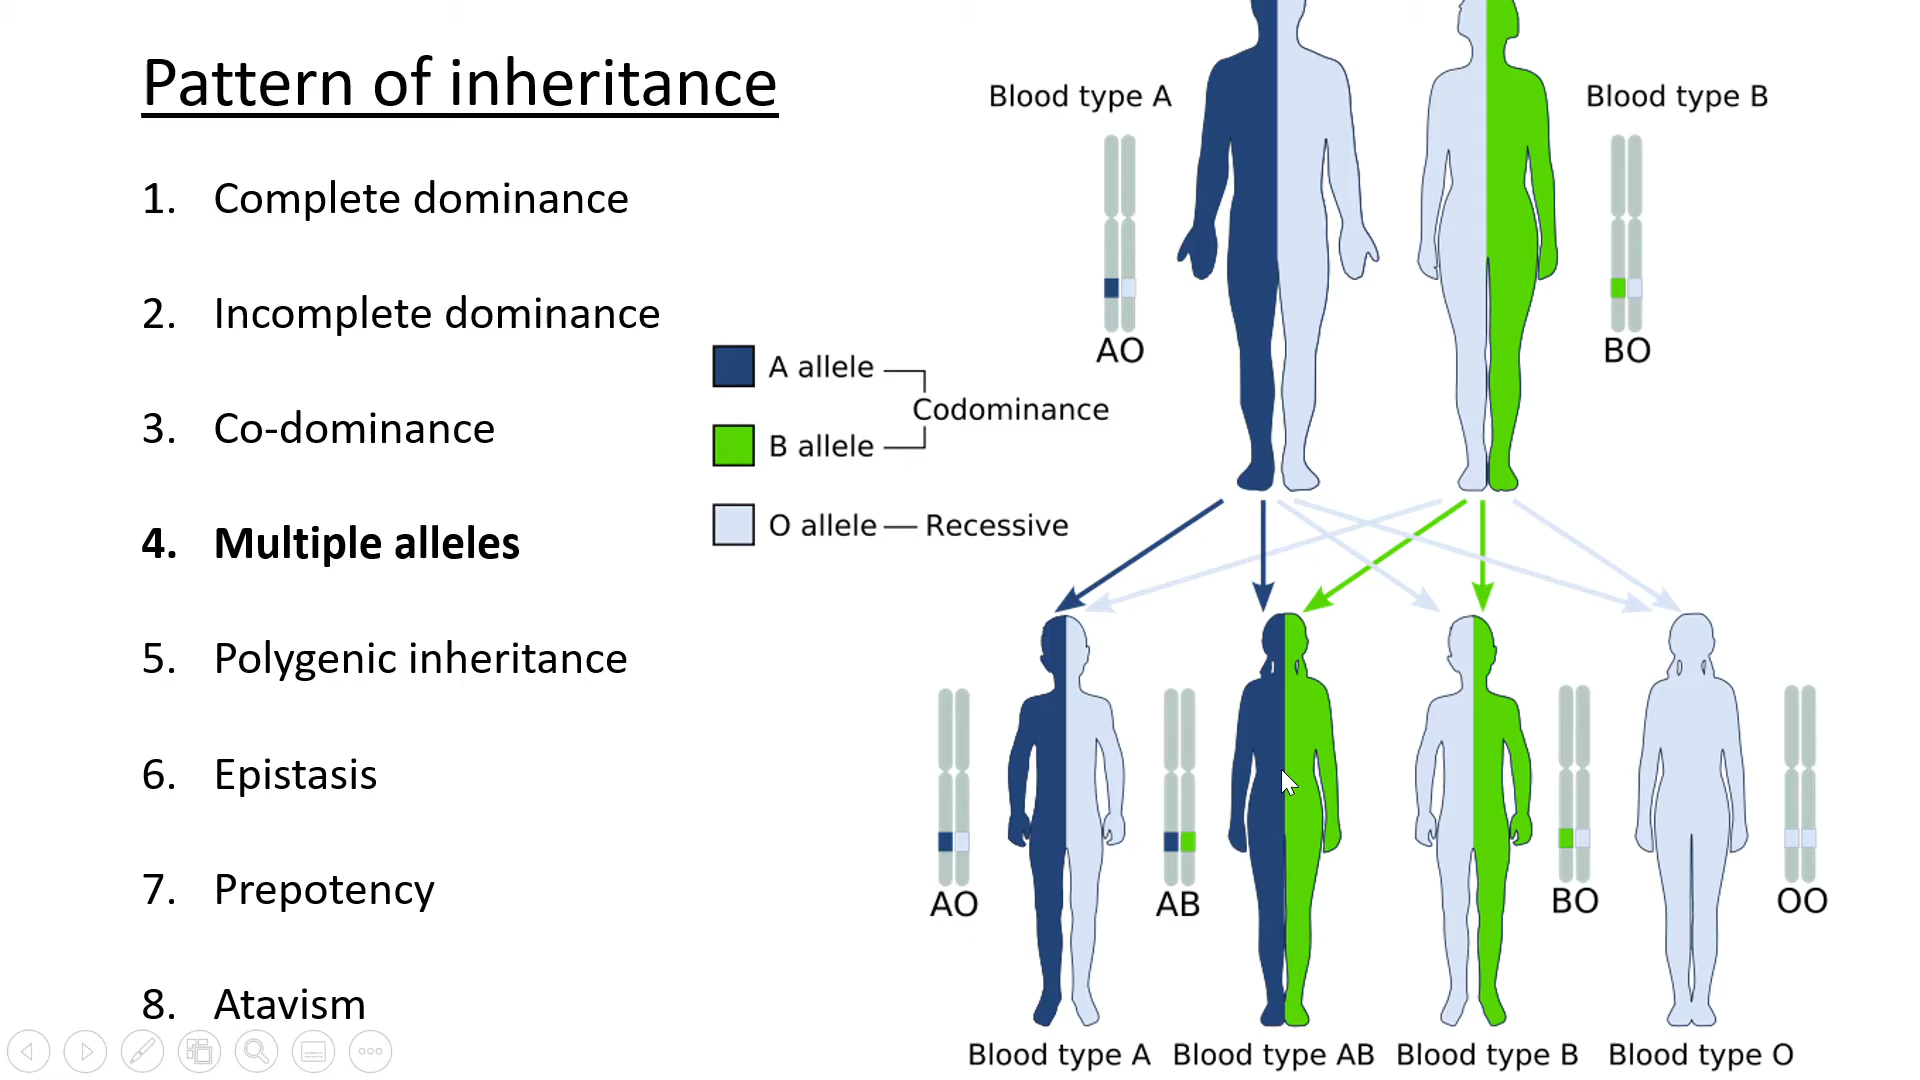 Pattern of inheritance
1. Complete dominance
2. Incomplete dominance
3. Co-dominance
4. Multiple alleles
5. Polygenic inheritance
6. Epistasis
7. Prepotency
8. Atavism
Blood type A
Blood type B
AO
BO
A allele
Codominance
B allele
O allele — Recessive
AO
AB
BO
OO
Blood type A
Blood type AB
Blood type B
Blood type O